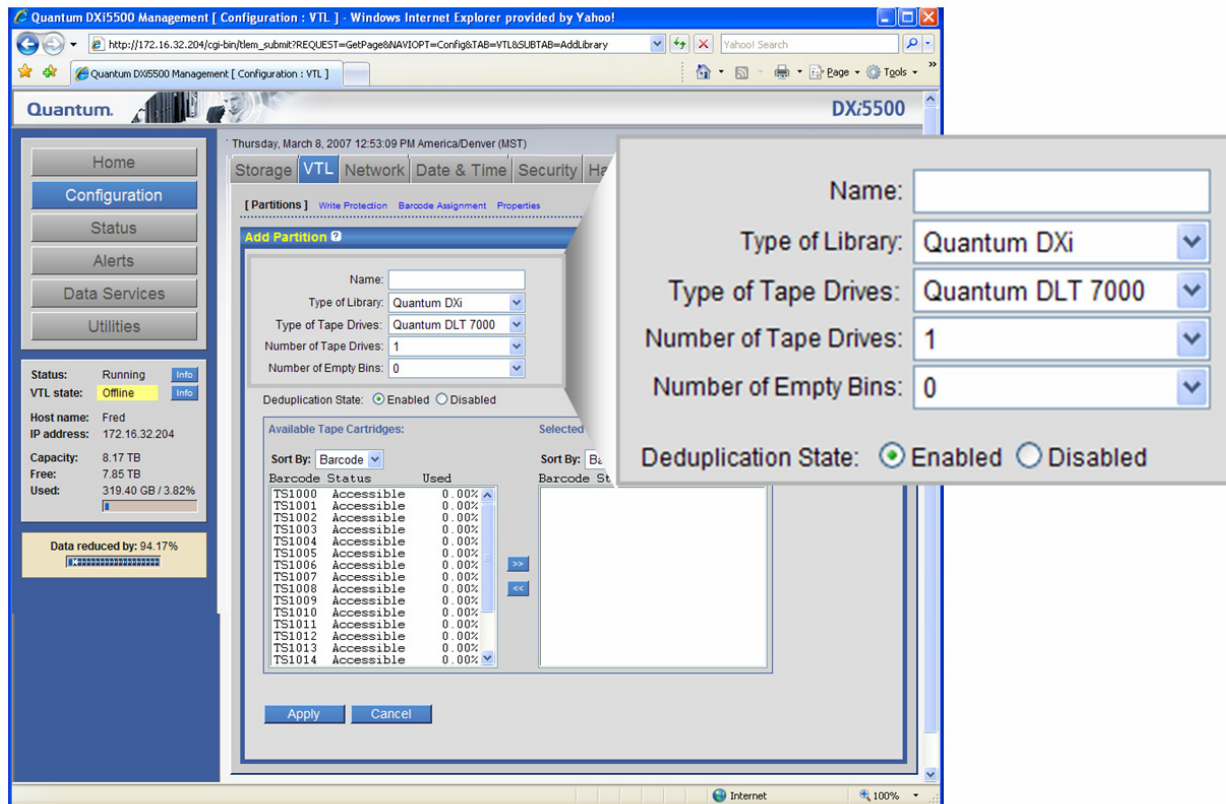 Quantum DXi5500 Management [ Configuration : VTL ] - Windows Internet Explorer provided by Yahoo!
http://172.16.32.204/cgi-bin/tlem_submit?REQUEST=GetPage&NAVIOPT=Config&TAB=VTL&SUBTAB=AddLibrary
Yahoo! Search
Quantum DXi5500 Management [ Configuration : VTL ]
Page
Tools
Quantum.
DXi5500
Home
Configuration
Status
Alerts
Data Services
Utilities
Status: Running Info
VTL state: Offline Info
Host name: Fred
IP address: 172.16.32.204
Capacity: 8.17 TB
Free: 7.85 TB
Used: 319.40 GB / 3.82%
Data reduced by: 94.17%
Thursday, March 8, 2007 12:53:09 PM America/Denver (MST)
Storage VTL Network Date & Time Security Ha
[ Partitions ] Write Protection Barcode Assignment Properties
Add Partition ?
Name:
Type of Library: Quantum DXi
Type of Tape Drives: Quantum DLT 7000
Number of Tape Drives: 1
Number of Empty Bins: 0
Deduplication State: Enabled Disabled
Available Tape Cartridges:
Sort By: Barcode
Barcode Status Used
TS1000 Accessible 0.00%
TS1001 Accessible 0.00%
TS1002 Accessible 0.00%
TS1003 Accessible 0.00%
TS1004 Accessible 0.00%
TS1005 Accessible 0.00%
TS1006 Accessible 0.00%
TS1007 Accessible 0.00%
TS1008 Accessible 0.00%
TS1009 Accessible 0.00%
TS1010 Accessible 0.00%
TS1011 Accessible 0.00%
TS1012 Accessible 0.00%
TS1013 Accessible 0.00%
TS1014 Accessible 0.00%
>>
<<
Selected
Sort By: Ba
Barcode St
Apply Cancel
Name:
Type of Library: Quantum DXi
Type of Tape Drives: Quantum DLT 7000
Number of Tape Drives: 1
Number of Empty Bins: 0
Deduplication State: Enabled Disabled
Internet
100%